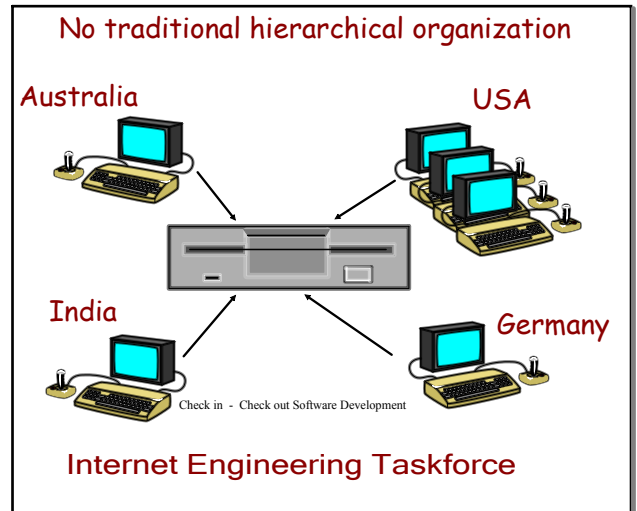 No traditional hierarchical organization
Australia
USA
India
Germany
Check in - Check out Software Development
Internet Engineering Taskforce